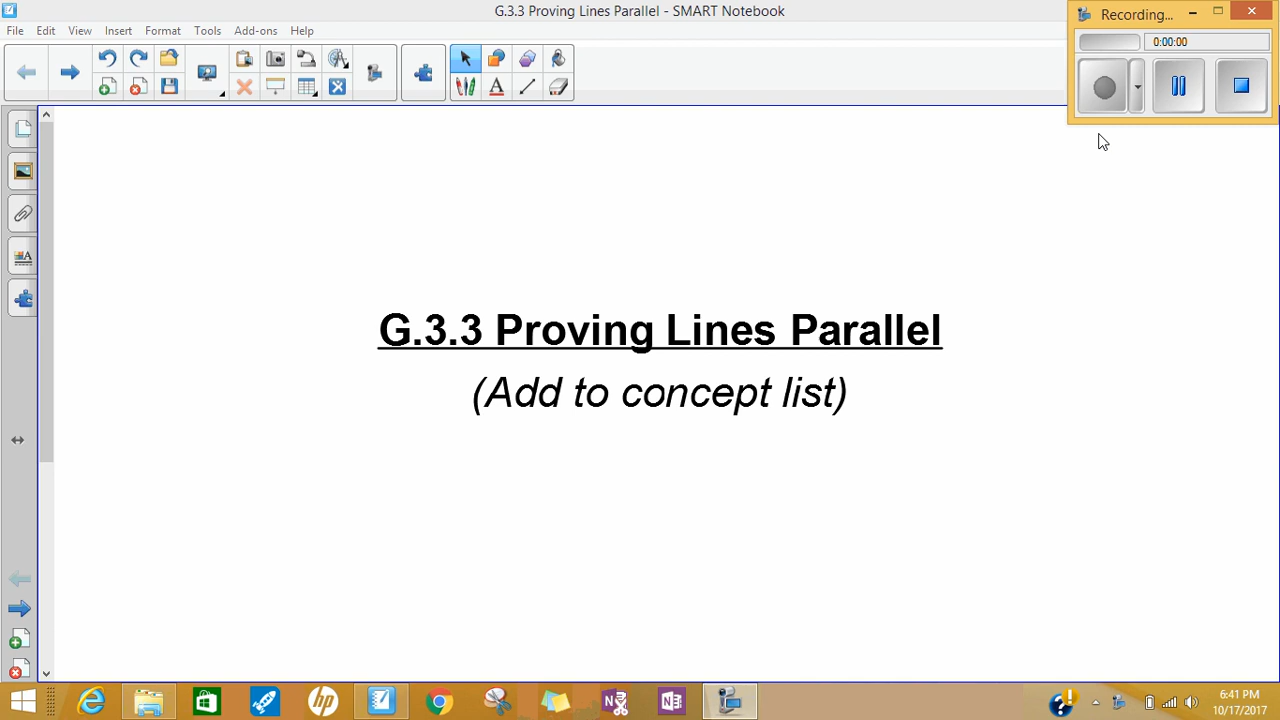 G.3.3 Proving Lines Parallel - SMART Notebook
Recording...
File Edit View Insert Format Tools Add-ons Help
0:00:00
G.3.3 Proving Lines Parallel
(Add to concept list)
6:41 PM
10/17/2017